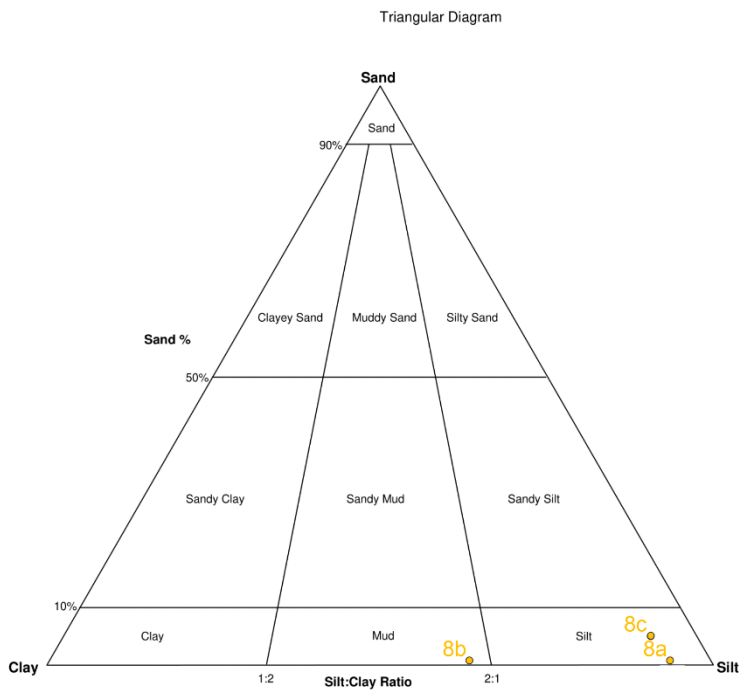 Triangular Diagram
Sand
Sand
90%
Clayey Sand
Muddy Sand
Silty Sand
Sand %
50%
Sandy Clay
Sandy Mud
Sandy Silt
10%
Clay
Mud
Silt
8c
8b
8a
Clay
Silt
1:2
Silt:Clay Ratio
2:1